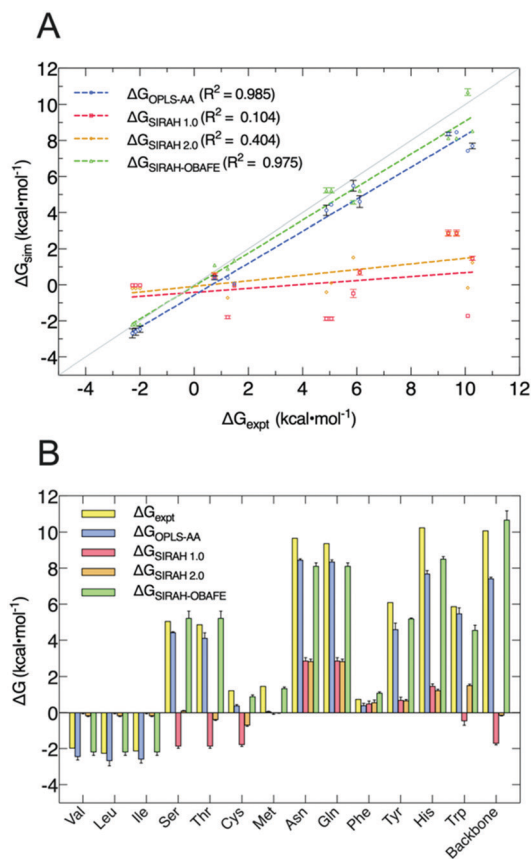 A
12
10
8
6
4
2
0
-2
-4
ΔG_sim (kcal•mol⁻¹)
ΔG_OPLS-AA (R² = 0.985)
ΔG_SIRAH 1.0 (R² = 0.104)
ΔG_SIRAH 2.0 (R² = 0.404)
ΔG_SIRAH-OBAFE (R² = 0.975)
-4 -2 0 2 4 6 8 10 12
ΔG_expt (kcal•mol⁻¹)
B
12
10
8
6
4
2
0
-2
-4
ΔG (kcal•mol⁻¹)
ΔG_expt
ΔG_OPLS-AA
ΔG_SIRAH 1.0
ΔG_SIRAH 2.0
ΔG_SIRAH-OBAFE
Val Leu Ile Ser Thr Cys Met Asn Gln Phe Tyr His Trp Backbone